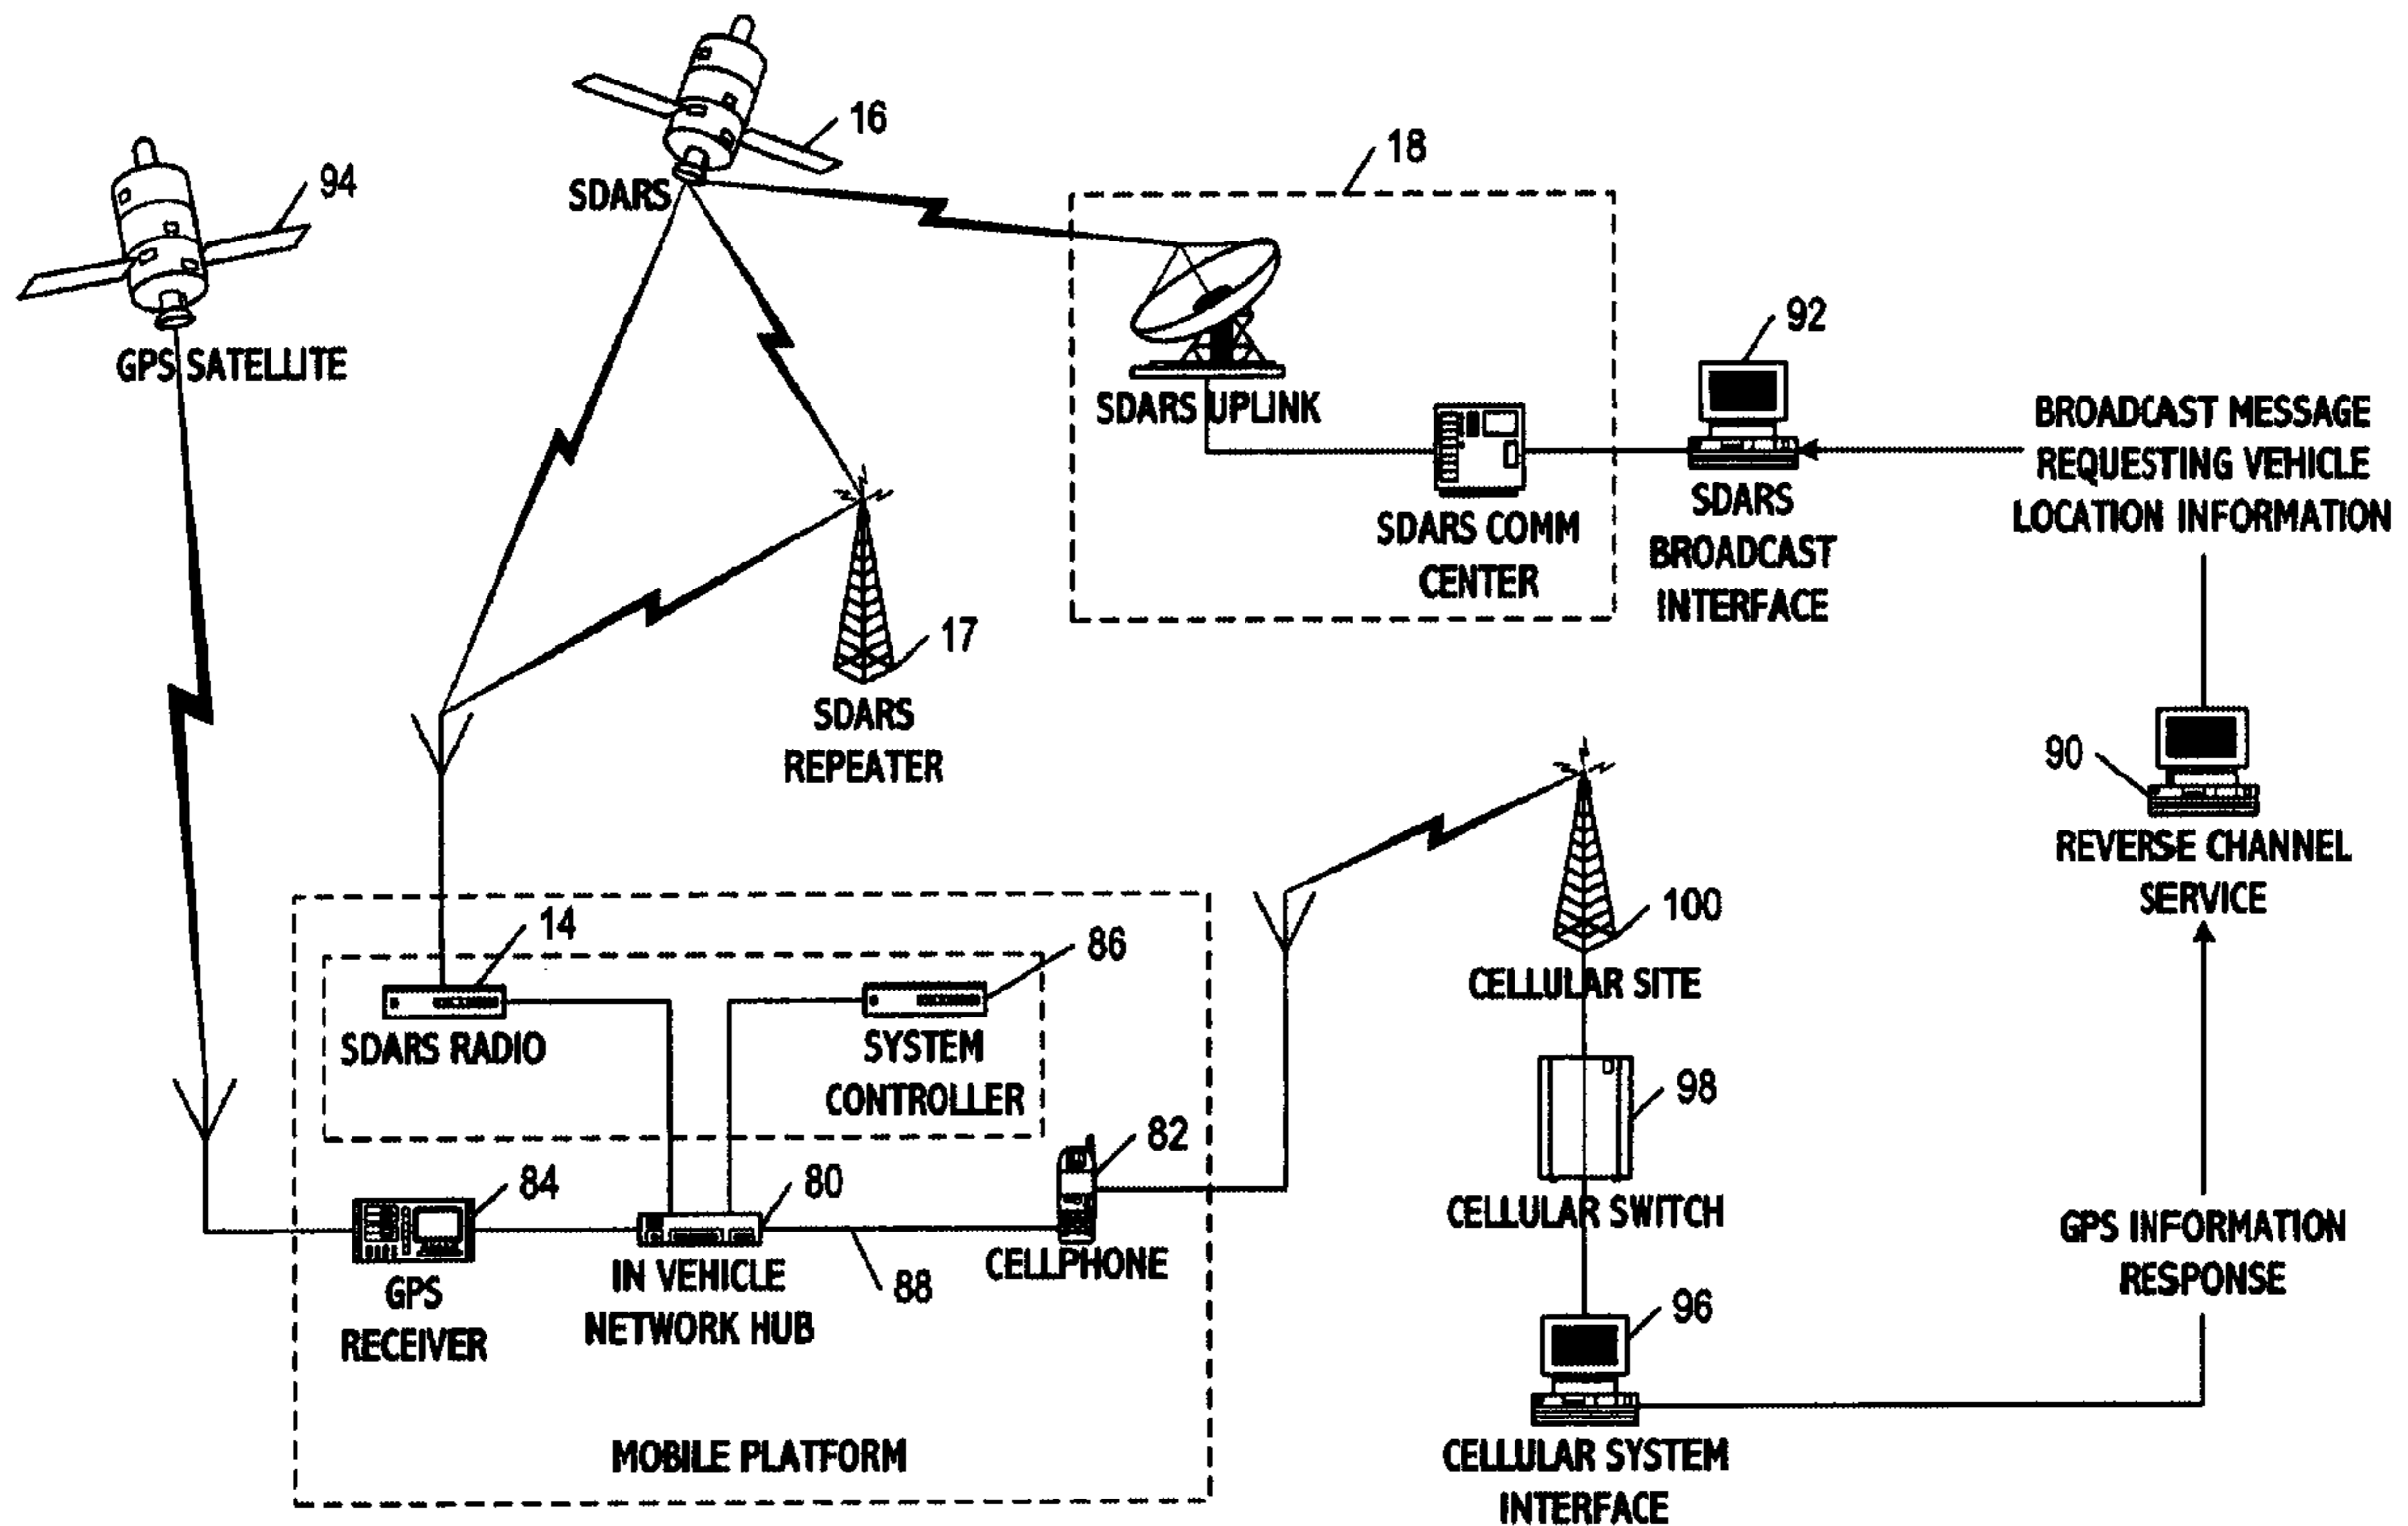 16
SDARS
94
GPS SATELLITE
18
SDARS UPLINK
SDARS COMM
CENTER
92
SDARS
BROADCAST
INTERFACE
BROADCAST MESSAGE
REQUESTING VEHICLE
LOCATION INFORMATION
17
SDARS
REPEATER
90
REVERSE CHANNEL
SERVICE
14
SDARS RADIO
86
SYSTEM
CONTROLLER
84
GPS
RECEIVER
80
IN VEHICLE
NETWORK HUB
88
82
CELLPHONE
MOBILE PLATFORM
100
CELLULAR SITE
98
CELLULAR SWITCH
96
CELLULAR SYSTEM
INTERFACE
GPS INFORMATION
RESPONSE